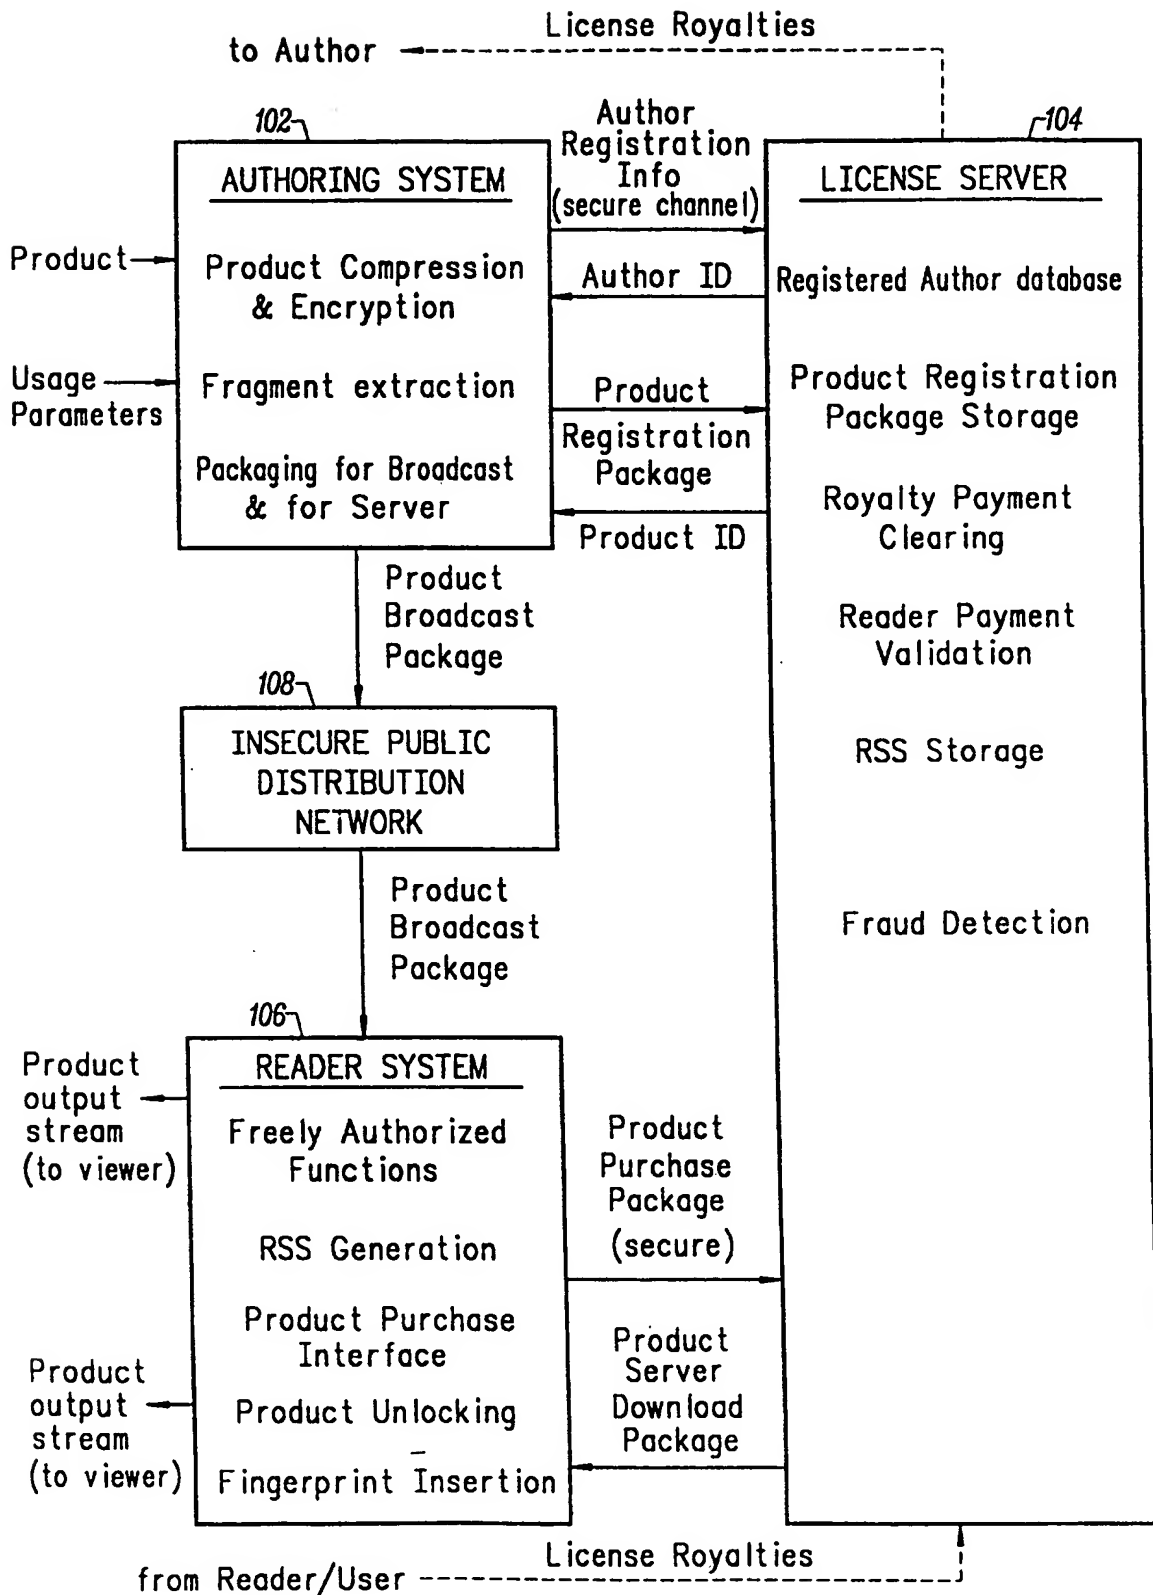 License Royalties
to Author
102
AUTHORING SYSTEM
Product Compression
& Encryption
Fragment extraction
Packaging for Broadcast
& for Server
Product
Usage
Parameters
Author
Registration
Info
(secure channel)
Author ID
Product
Registration
Package
Product ID
104
LICENSE SERVER
Registered Author database
Product Registration
Package Storage
Royalty Payment
Clearing
Reader Payment
Validation
RSS Storage
Fraud Detection
Product
Broadcast
Package
108
INSECURE PUBLIC
DISTRIBUTION
NETWORK
Product
Broadcast
Package
106
READER SYSTEM
Freely Authorized
Functions
RSS Generation
Product Purchase
Interface
Product Unlocking
Fingerprint Insertion
Product
output
stream
(to viewer)
Product
output
stream
(to viewer)
Product
Purchase
Package
(secure)
Product
Server
Download
Package
License Royalties
from Reader/User